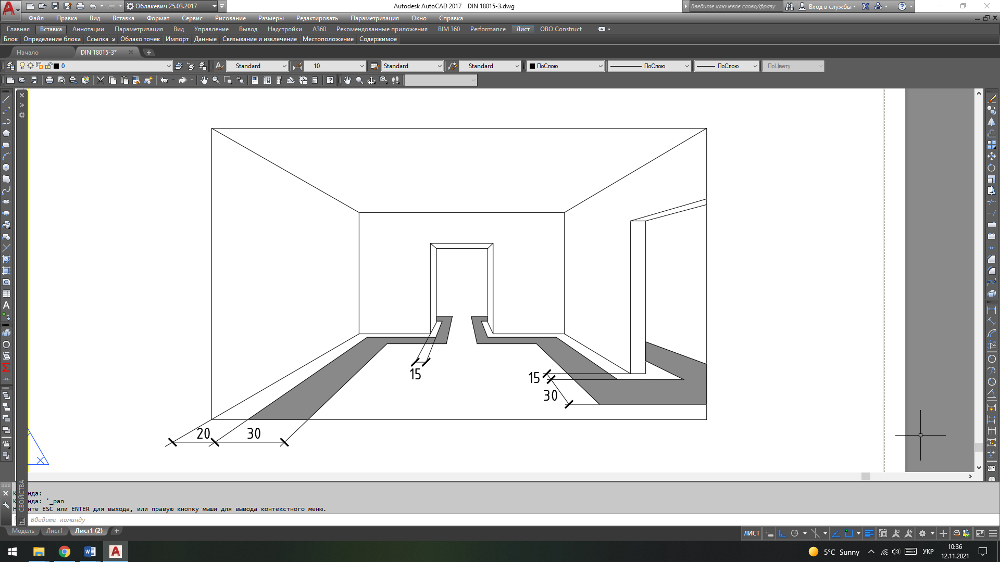 Облакевич 25.03.2017
Autodesk AutoCAD 2017 DIN 18015-3.dwg
Введите ключевое слово/фразу
Вход в службы
Файл Правка Вид Вставка Формат Сервис Рисование Размеры Редактировать Параметризация Окно Справка
Главная Вставка Аннотации Параметризация Вид Управление Вывод Надстройки A360 Рекомендованные приложения BIM 360 Performance Лист OBO Construct
Блок Определение блока Ссылка Облако точек Импорт Данные Связывание и извлечение Местоположение Содержимое
Начало DIN 18015-3*
0 Standard 10 Standard Standard ПоСлою ПоСлою ПоСлою ПоЦвету
15
15
30
20 30
СВОЙСТВА
нда:
нда: '_pan
ите ESC или ENTER для выхода, или правую кнопку мыши для вывода контекстного меню.
Введите команду
Модель Лист1 Лист1 (2)
ЛИСТ
5°C Sunny
УКР
10:36
12.11.2021